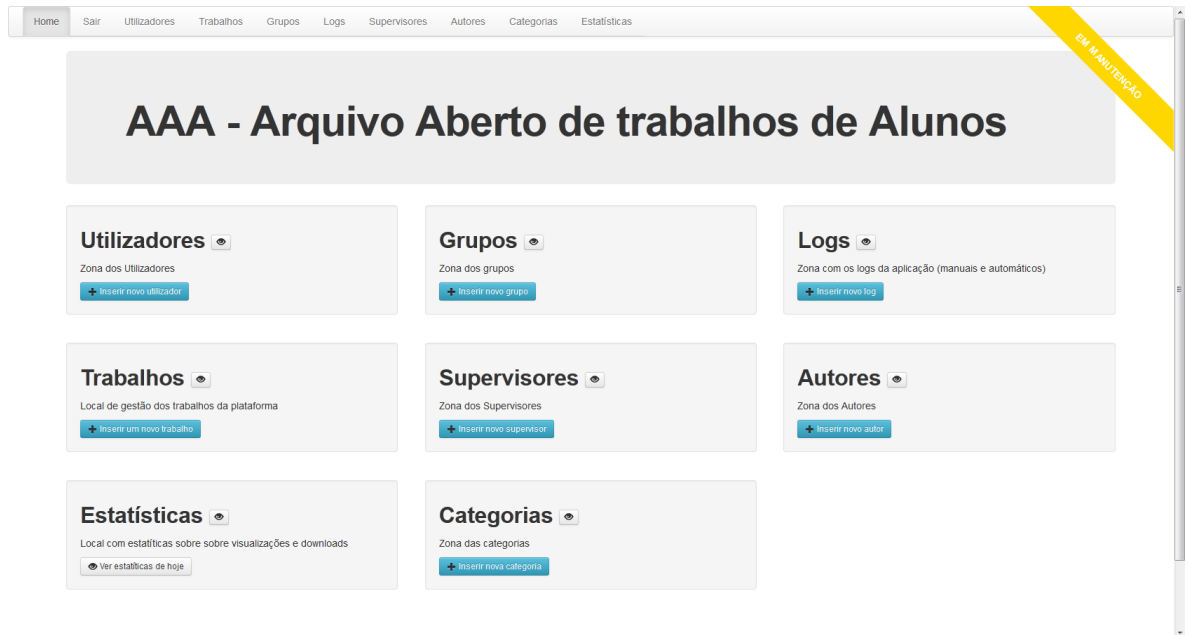 Home Sair Utilizadores Trabalhos Grupos Logs Supervisores Autores Categorias Estatísticas
EM MANUTENÇÃO
AAA - Arquivo Aberto de trabalhos de Alunos
Utilizadores
Zona dos Utilizadores
Inserir novo utilizador
Grupos
Zona dos grupos
Inserir novo grupo
Logs
Zona com os logs da aplicação (manuais e automáticos)
Inserir novo log
Trabalhos
Local de gestão dos trabalhos da plataforma
Inserir um novo trabalho
Supervisores
Zona dos Supervisores
Inserir novo supervisor
Autores
Zona dos Autores
Inserir novo autor
Estatísticas
Local com estatíticas sobre sobre visualizações e downloads
Ver estatíticas de hoje
Categorias
Zona das categorias
Inserir nova categoria